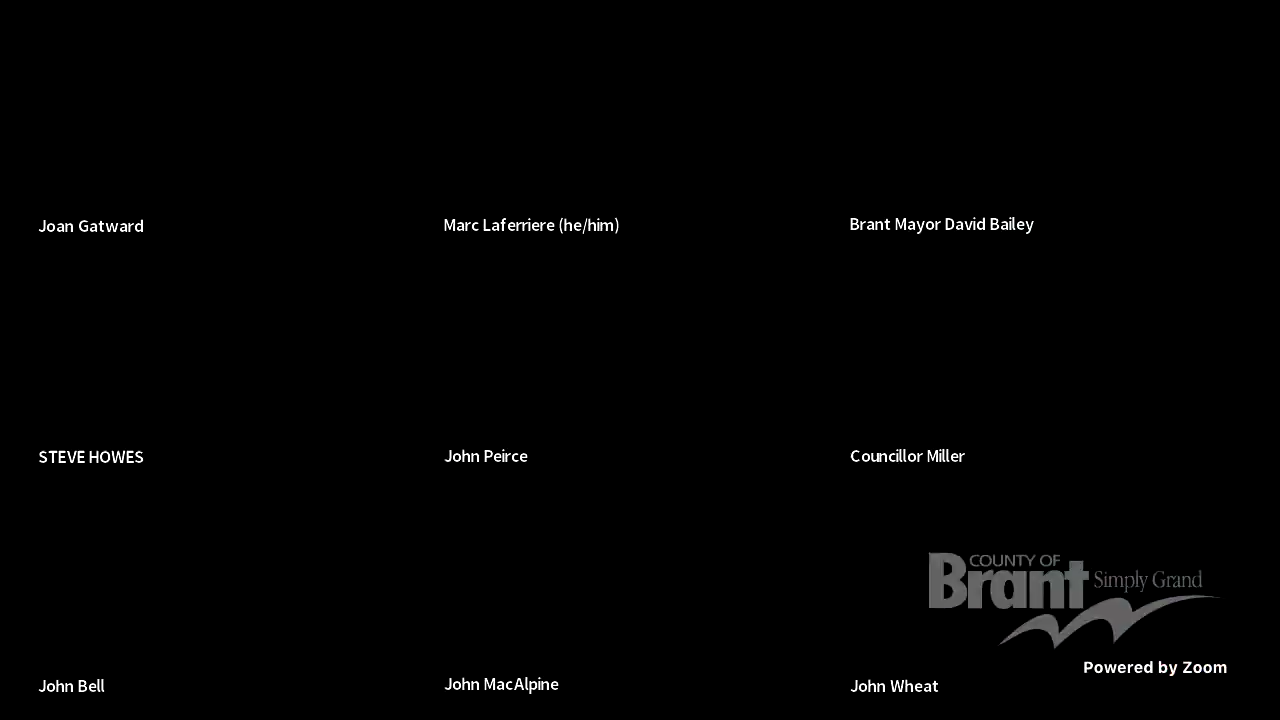 Joan Gatward
Marc Laferriere (he/him)
Brant Mayor David Bailey
STEVE HOWES
John Peirce
Councillor Miller
COUNTY OF
Brant Simply Grand
Powered by Zoom
John Bell
John MacAlpine
John Wheat